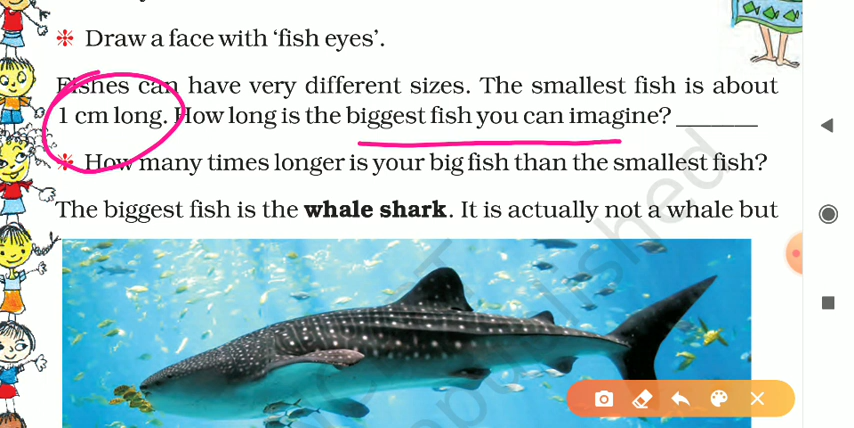 ❉ Draw a face with ‘fish eyes’.
Fishes can have very different sizes. The smallest fish is about
1 cm long. How long is the biggest fish you can imagine? _______
❉ How many times longer is your big fish than the smallest fish?
The biggest fish is the whale shark. It is actually not a whale but